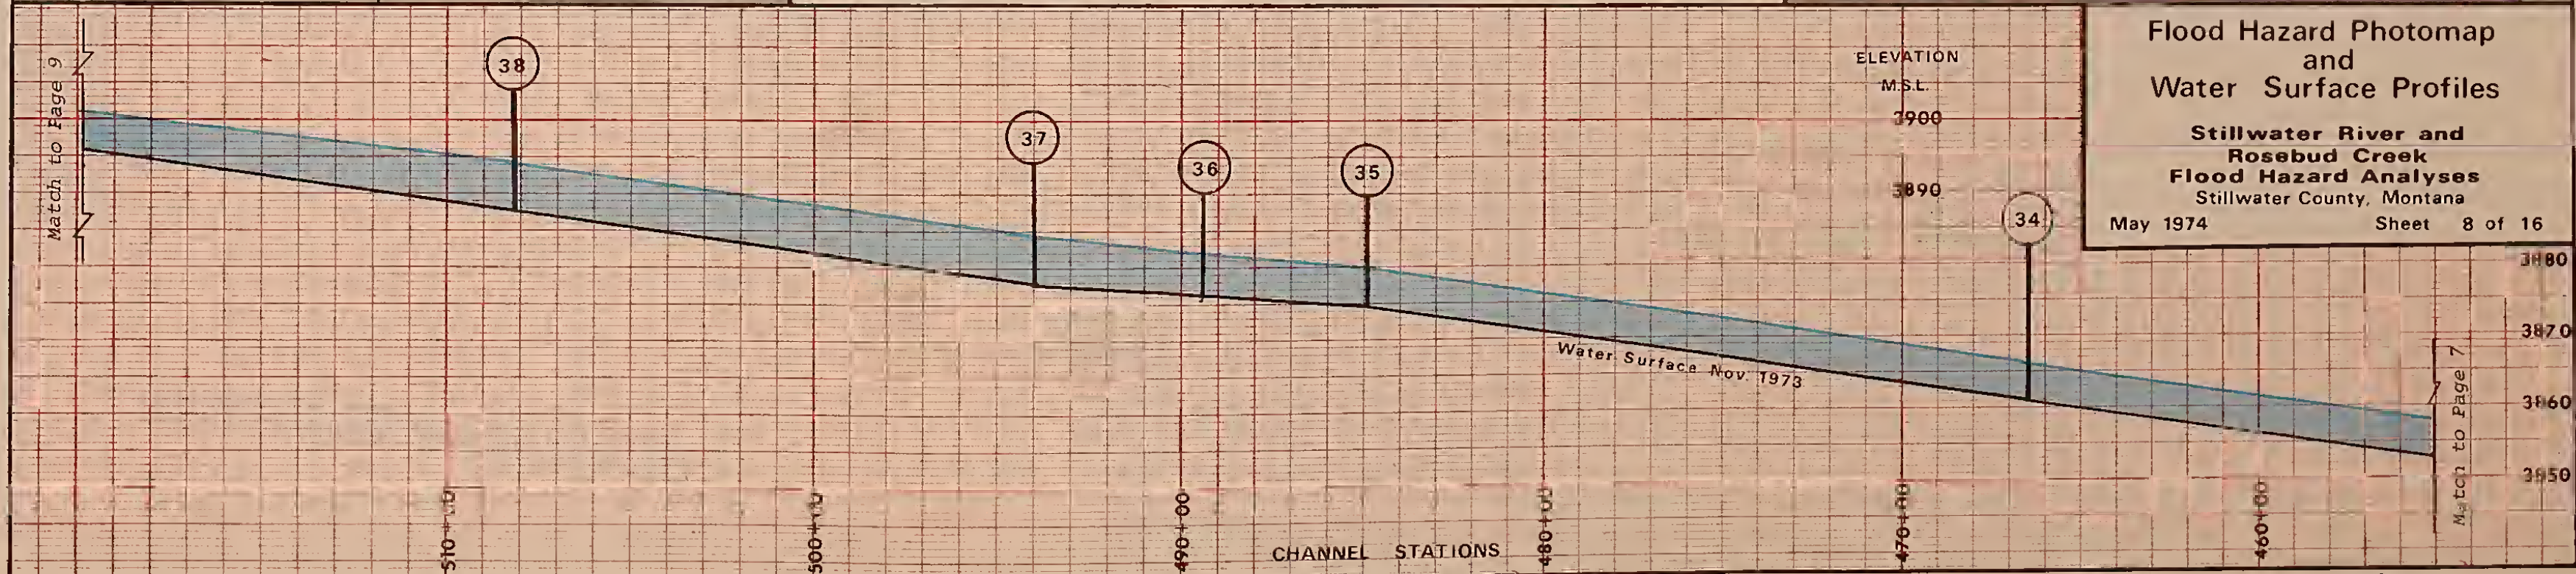 Flood Hazard Photomap
and
Water Surface Profiles
Stillwater River and
Rosebud Creek
Flood Hazard Analyses
Stillwater County, Montana
May 1974 Sheet 8 of 16
ELEVATION
M.S.L.
3900
3890
3880
3870
3860
3850
Match to Page 9
38
37
36
35
34
Water Surface Nov. 1973
Match to Page 7
510+00
500+00
490+00
480+00
470+00
460+00
CHANNEL STATIONS